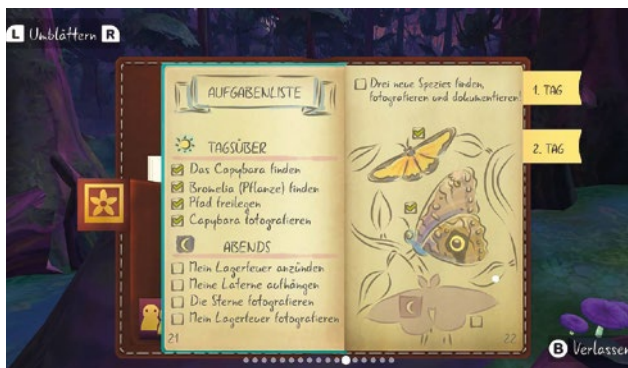 L Umblättern R
AUFGABENLISTE
TAGSÜBER
Das Capybara finden
Bromelia (Pflanze) finden
Pfad freilegen
Capybara fotografieren
ABENDS
Mein Lagerfeuer anzünden
Meine Laterne aufhängen
Die Sterne fotografieren
Mein Lagerfeuer fotografieren
21
Drei neue Spezies finden,
fotografieren und dokumentieren!
22
1. TAG
2. TAG
B Verlassen